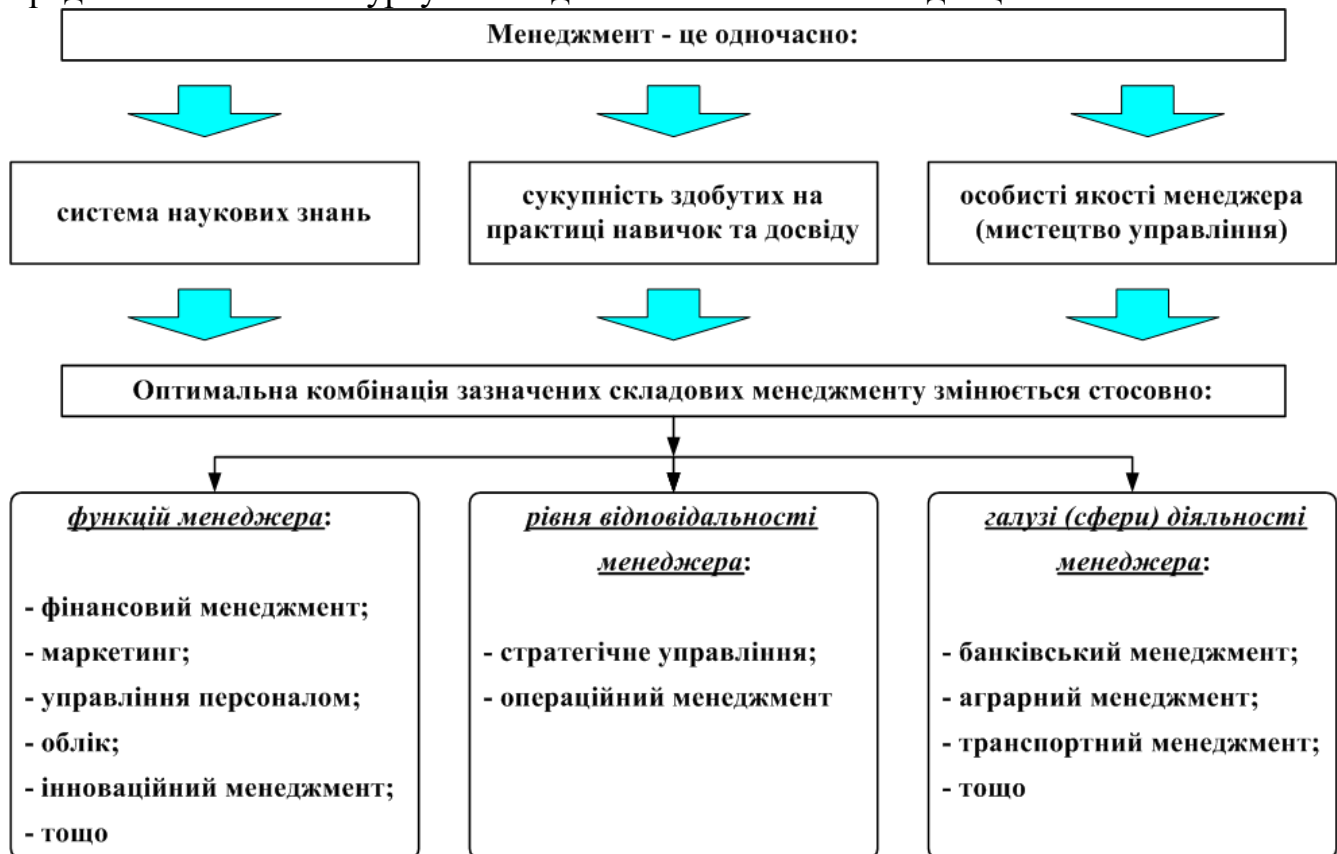 Менеджмент - це одночасно:
система наукових знань
сукупність здобутих на
практиці навичок та досвіду
особисті якості менеджера
(мистецтво управління)
Оптимальна комбінація зазначених складових менеджменту змінюється стосовно:
функцій менеджера:
- фінансовий менеджмент;
- маркетинг;
- управління персоналом;
- облік;
- інноваційний менеджмент;
- тощо
рівня відповідальності
менеджера:
- стратегічне управління;
- операційний менеджмент
галузі (сфери) діяльності
менеджера:
- банківський менеджмент;
- аграрний менеджмент;
- транспортний менеджмент;
- тощо